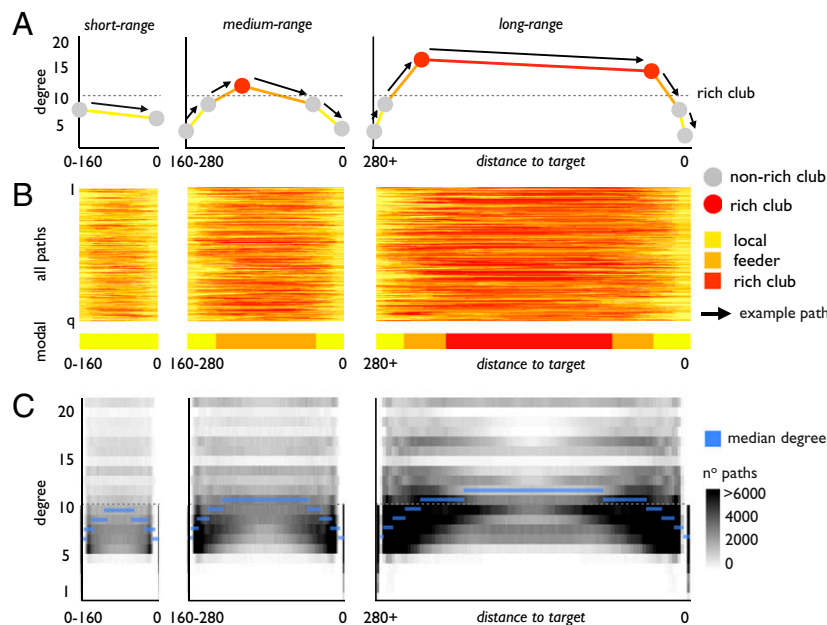 A
short-range
medium-range
long-range
20
15
10
5
degree
rich club
0-160
0
160-280
0
280+
distance to target
0
non-rich club
rich club
local
feeder
rich club
example path
B
l
all paths
q
modal
0-160
0
160-280
0
280+
distance to target
0
C
20
15
10
5
l
degree
median degree
nº paths
>6000
4000
2000
0
0-160
0
160-280
0
280+
distance to target
0